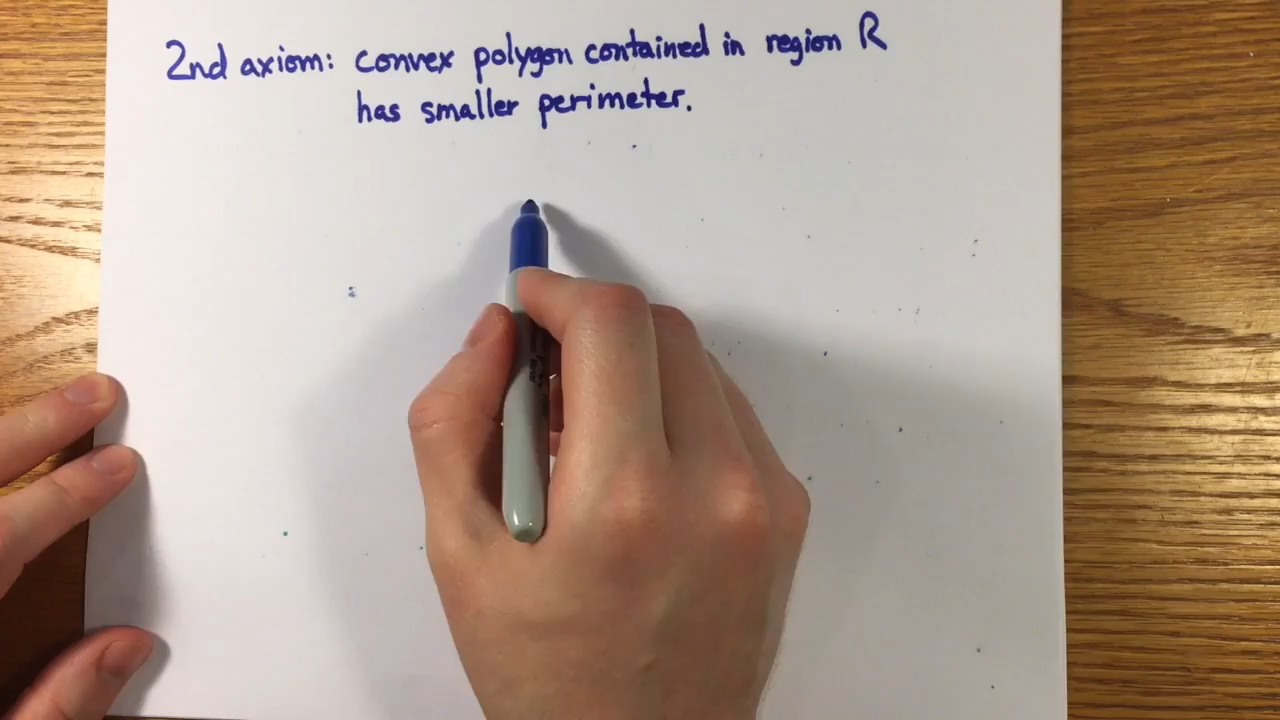 2nd axiom: convex polygon contained in region R
has smaller perimeter.